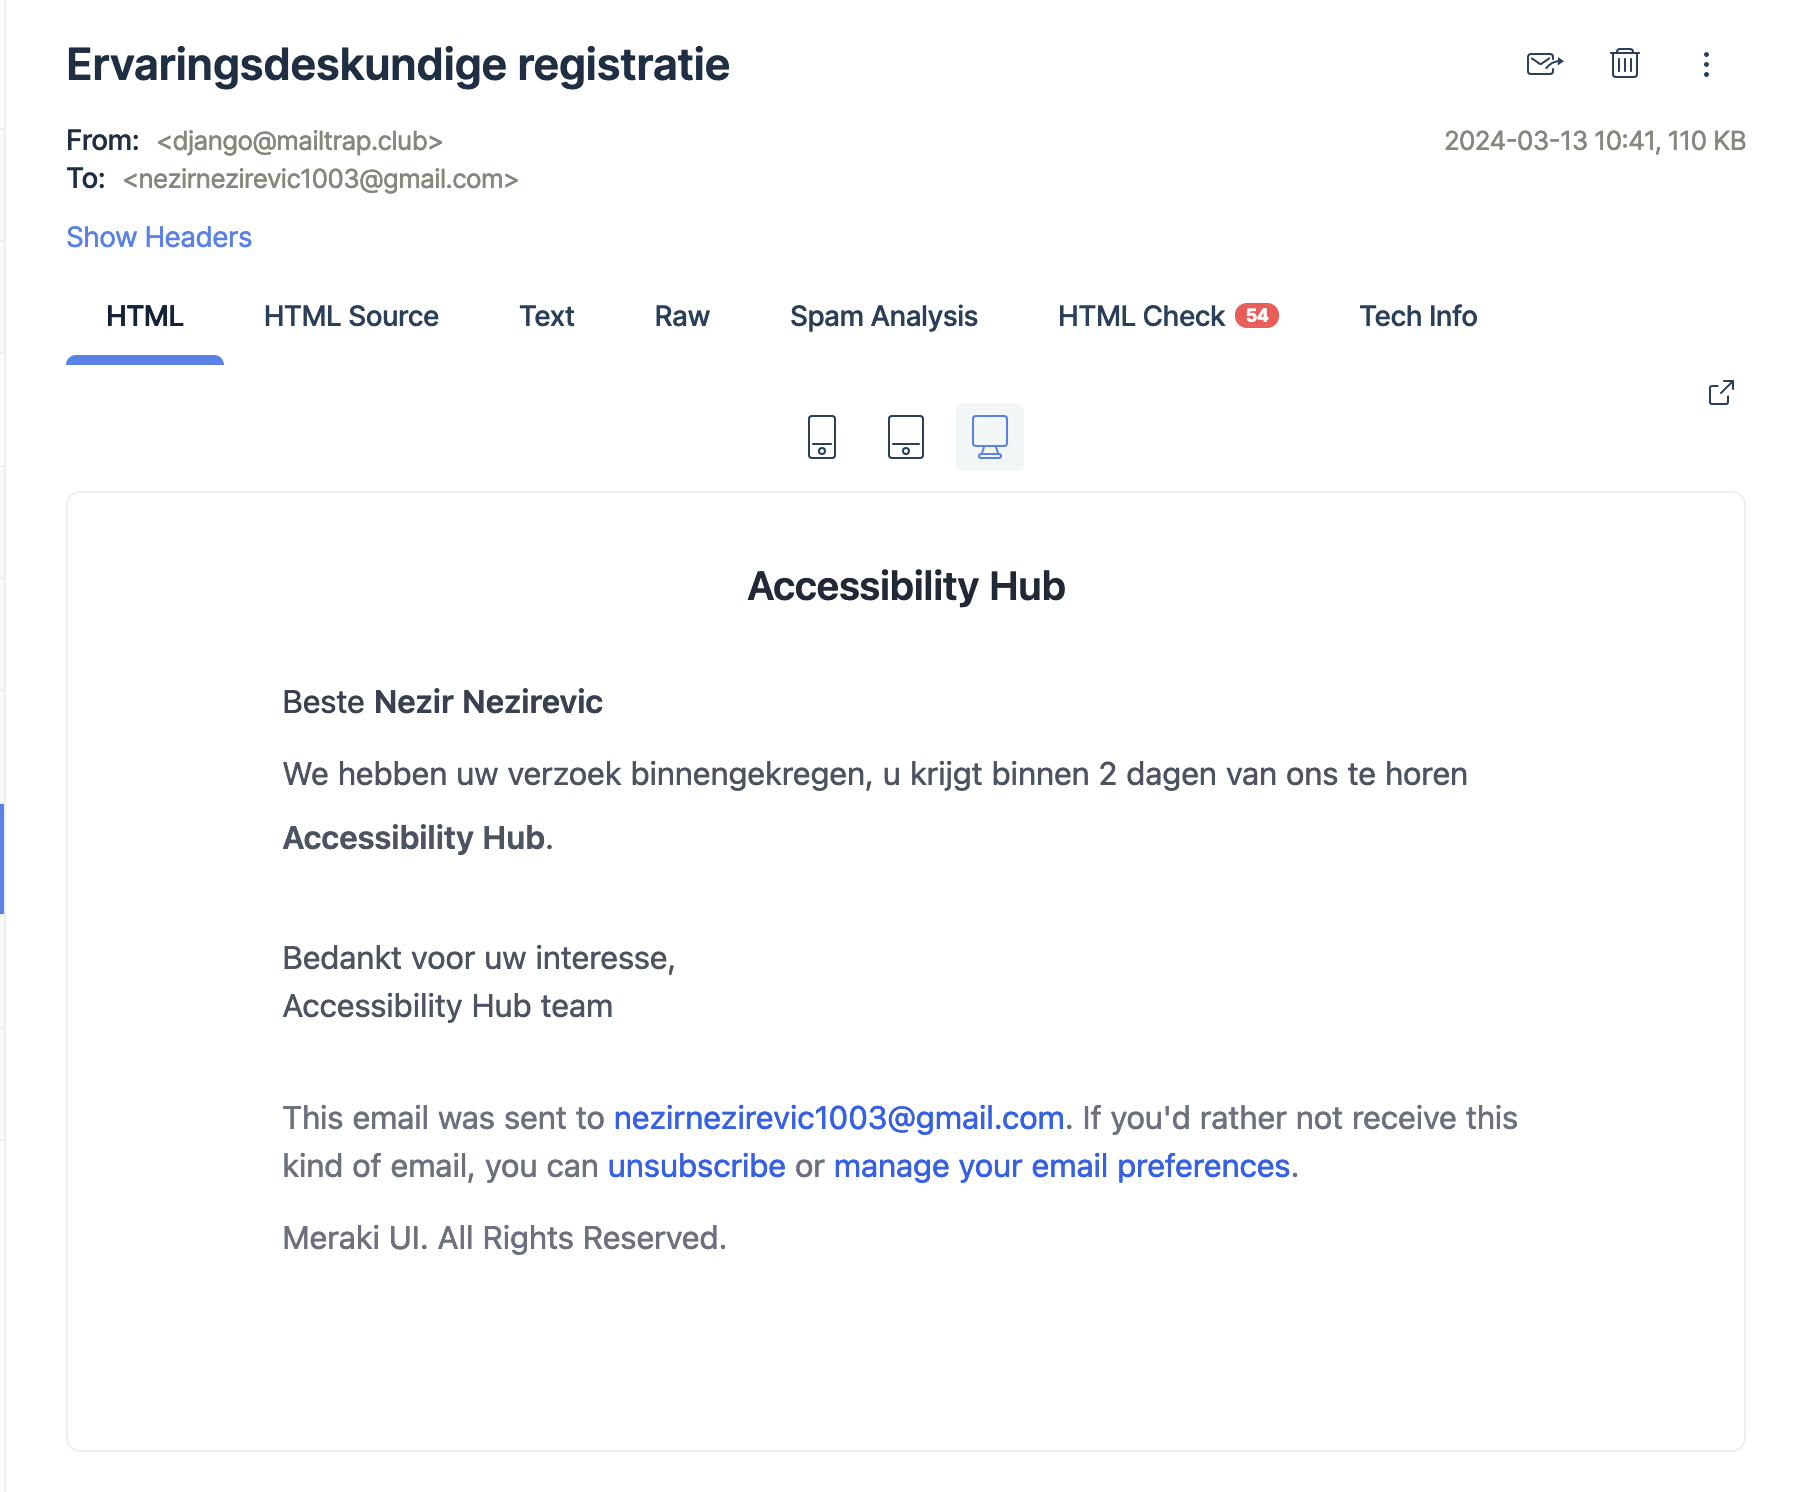 Ervaringsdeskundige registratie
From: <django@mailtrap.club>
2024-03-13 10:41, 110 KB
To: <nezirnezirevic1003@gmail.com>
Show Headers
HTML HTML Source Text Raw Spam Analysis HTML Check 54 Tech Info
Accessibility Hub
Beste Nezir Nezirevic
We hebben uw verzoek binnengekregen, u krijgt binnen 2 dagen van ons te horen
Accessibility Hub.
Bedankt voor uw interesse,
Accessibility Hub team
This email was sent to nezirnezirevic1003@gmail.com. If you'd rather not receive this
kind of email, you can unsubscribe or manage your email preferences.
Meraki UI. All Rights Reserved.